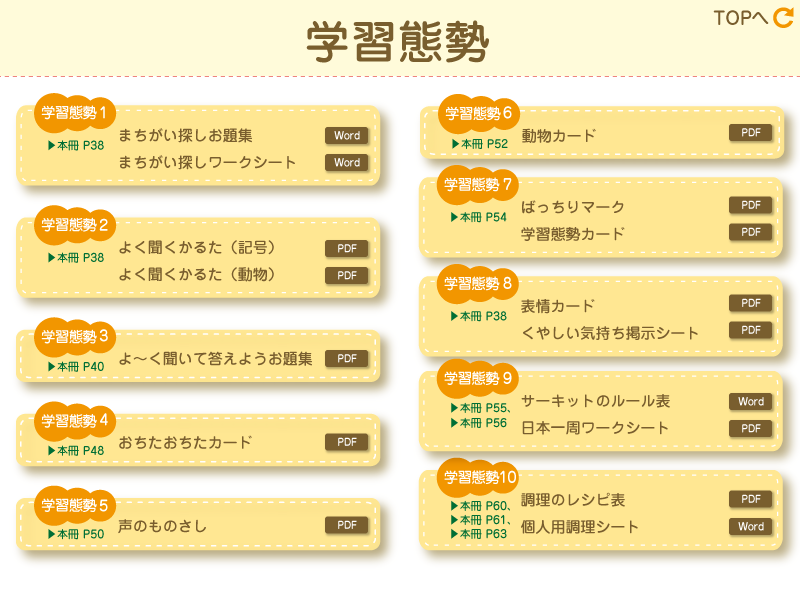 TOPへ
学習態勢
学習態勢 1
▶本冊 P38
まちがい探しお題集 Word
まちがい探しワークシート Word
学習態勢 2
▶本冊 P38
よく聞くかるた（記号） PDF
よく聞くかるた（動物） PDF
学習態勢 3
▶本冊 P40
よ〜く聞いて答えようお題集 PDF
学習態勢 4
▶本冊 P48
おちたおちたカード PDF
学習態勢 5
▶本冊 P50
声のものさし PDF
学習態勢 6
▶本冊 P52
動物カード PDF
学習態勢 7
▶本冊 P54
ばっちりマーク PDF
学習態勢カード PDF
学習態勢 8
▶本冊 P38
表情カード PDF
くやしい気持ち掲示シート PDF
学習態勢 9
▶本冊 P55、
▶本冊 P56
サーキットのルール表 Word
日本一周ワークシート PDF
学習態勢10
▶本冊 P60、
▶本冊 P61、
▶本冊 P63
調理のレシピ表 PDF
個人用調理シート Word